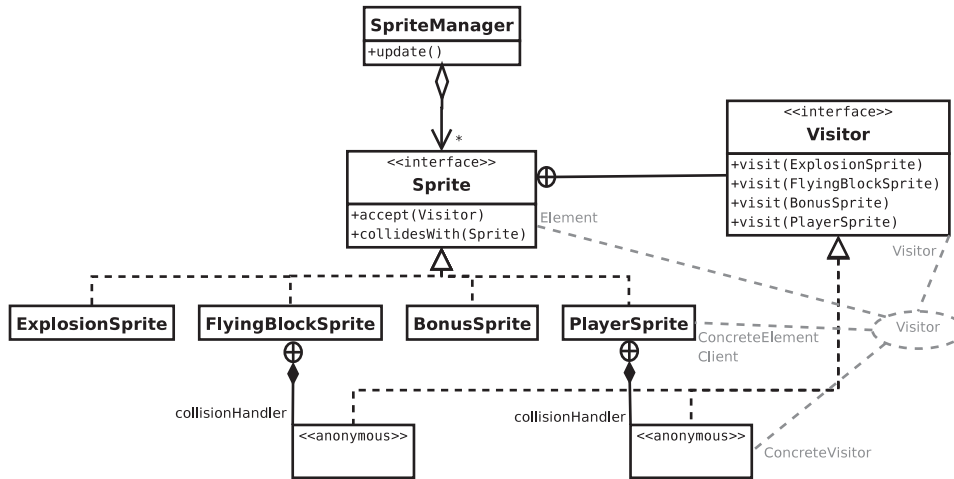 SpriteManager
+update()
*
<<interface>>
Sprite
+accept(Visitor)
+collidesWith(Sprite)
<<interface>>
Visitor
+visit(ExplosionSprite)
+visit(FlyingBlockSprite)
+visit(BonusSprite)
+visit(PlayerSprite)
Element
Visitor
ExplosionSprite
FlyingBlockSprite
BonusSprite
PlayerSprite
ConcreteElement
Client
Visitor
collisionHandler
collisionHandler
<<anonymous>>
<<anonymous>>
ConcreteVisitor